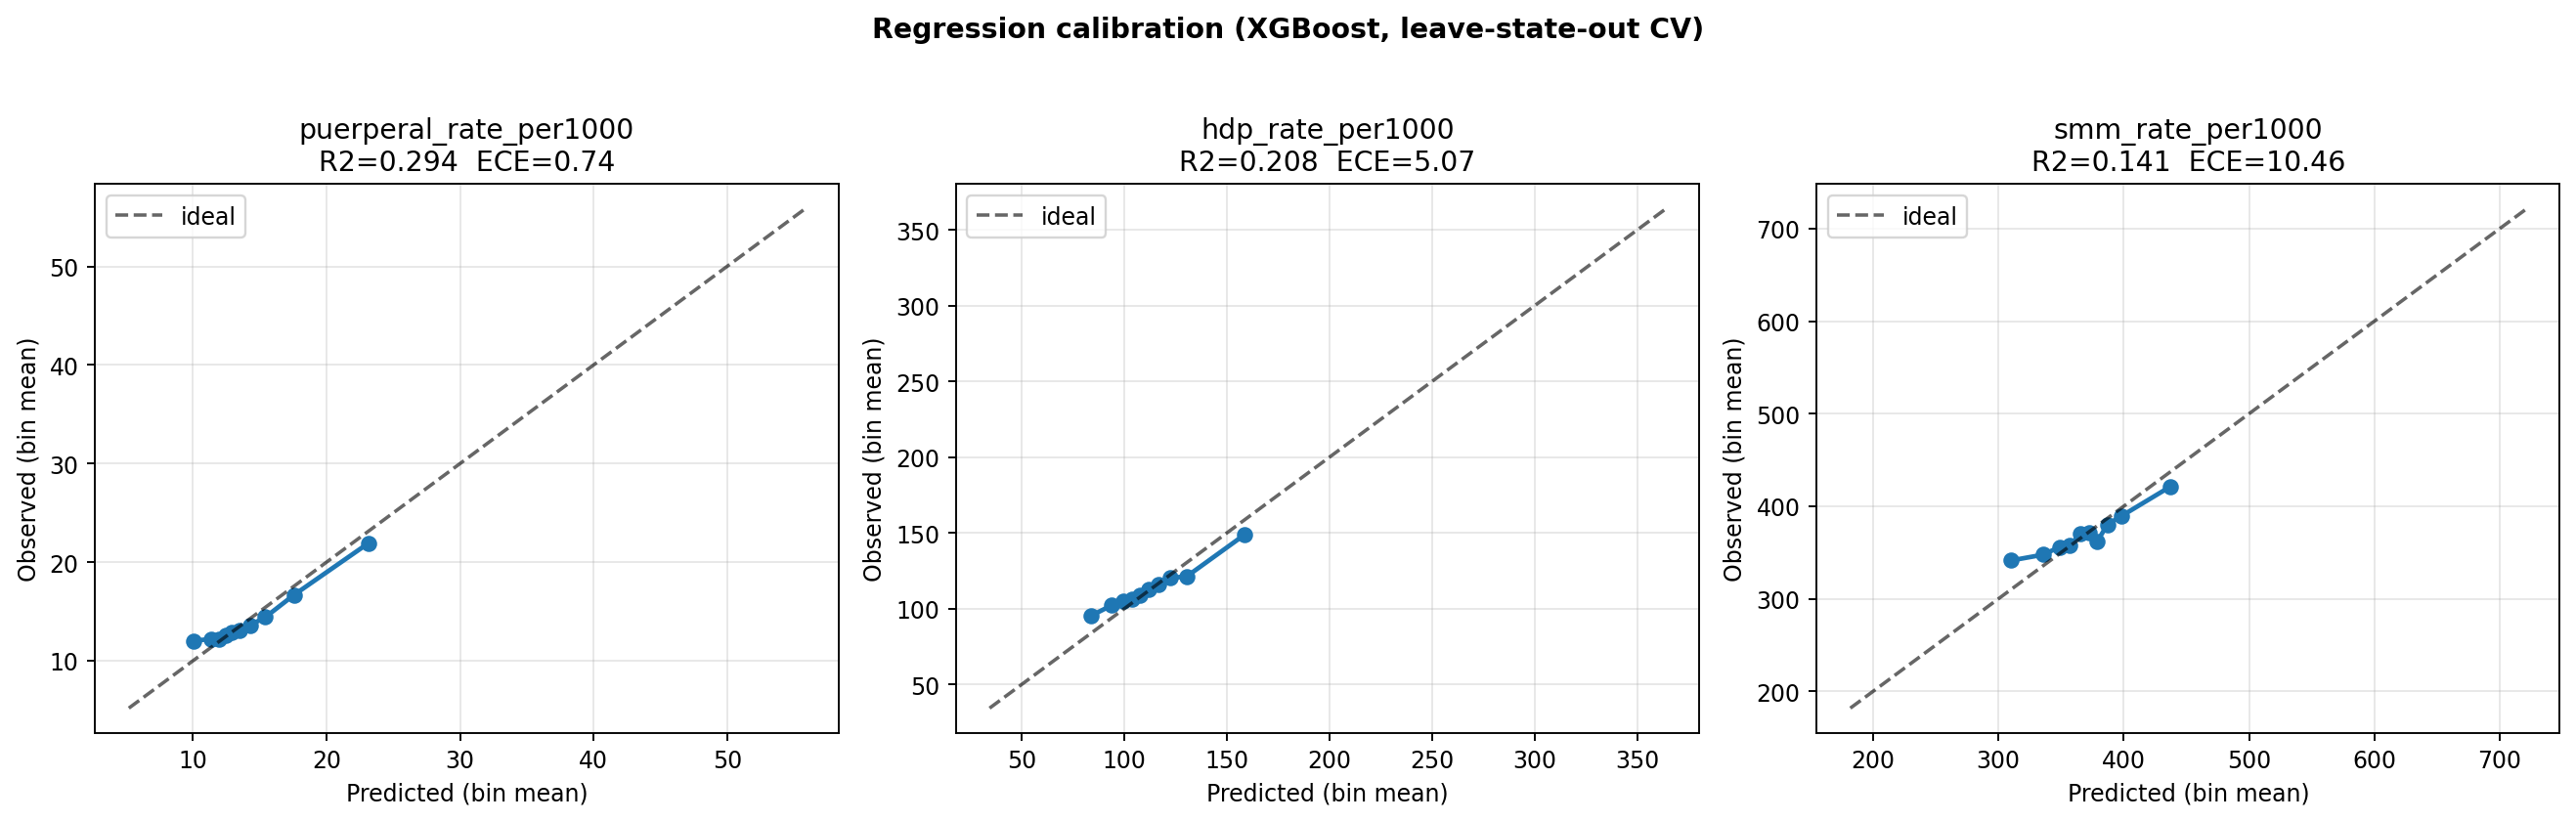 Regression calibration (XGBoost, leave-state-out CV)
puerperal_rate_per1000
R2=0.294  ECE=0.74
ideal
50
40
30
20
10
Observed (bin mean)
10 20 30 40 50
Predicted (bin mean)
hdp_rate_per1000
R2=0.208  ECE=5.07
ideal
350
300
250
200
150
100
50
Observed (bin mean)
50 100 150 200 250 300 350
Predicted (bin mean)
smm_rate_per1000
R2=0.141  ECE=10.46
ideal
700
600
500
400
300
200
Observed (bin mean)
200 300 400 500 600 700
Predicted (bin mean)